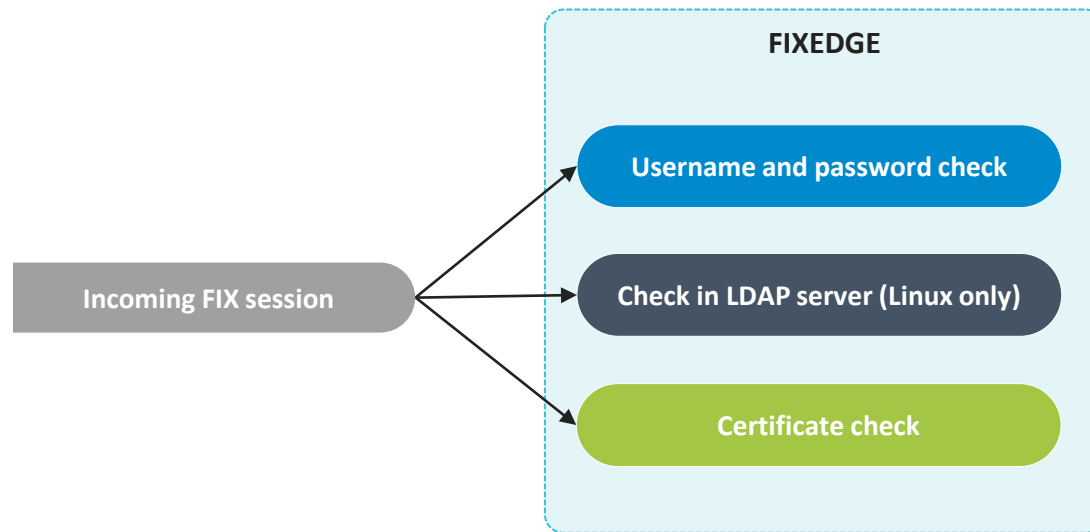 FIXEDGE
Username and password check
Incoming FIX session
Check in LDAP server (Linux only)
Certificate check